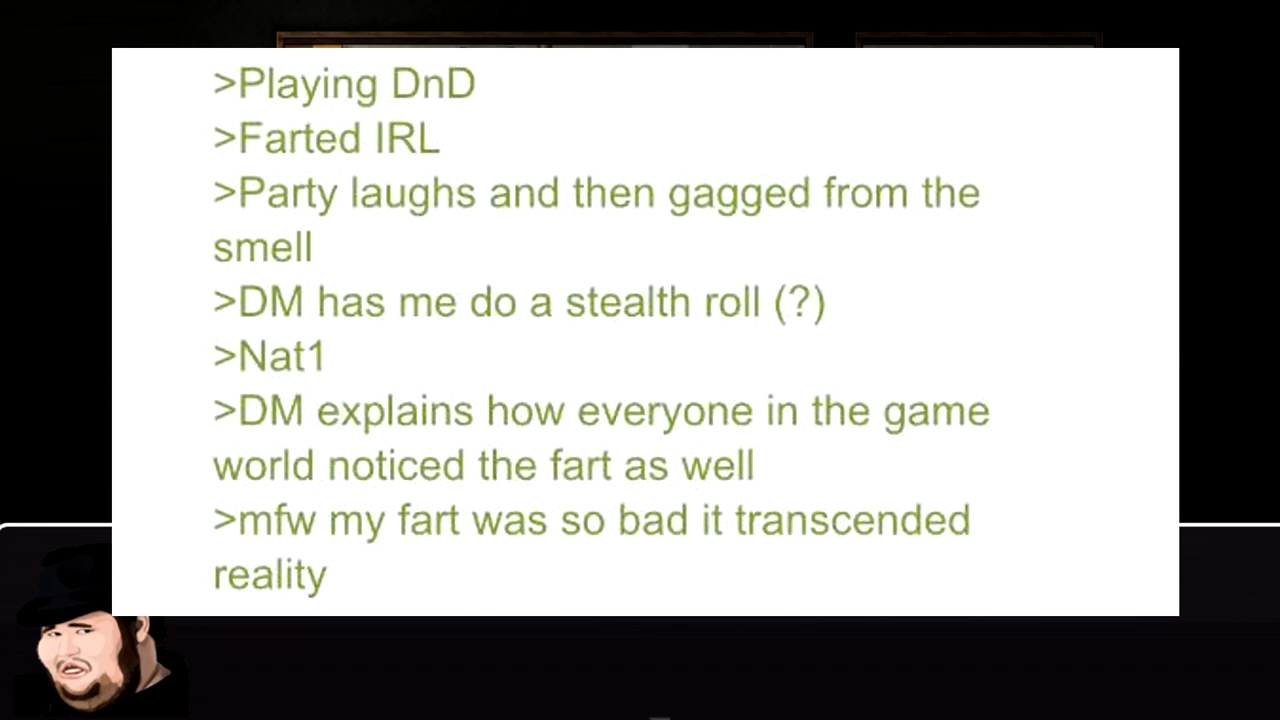 >Playing DnD
>Farted IRL
>Party laughs and then gagged from the
smell
>DM has me do a stealth roll (?)
>Nat1
>DM explains how everyone in the game
world noticed the fart as well
>mfw my fart was so bad it transcended
reality